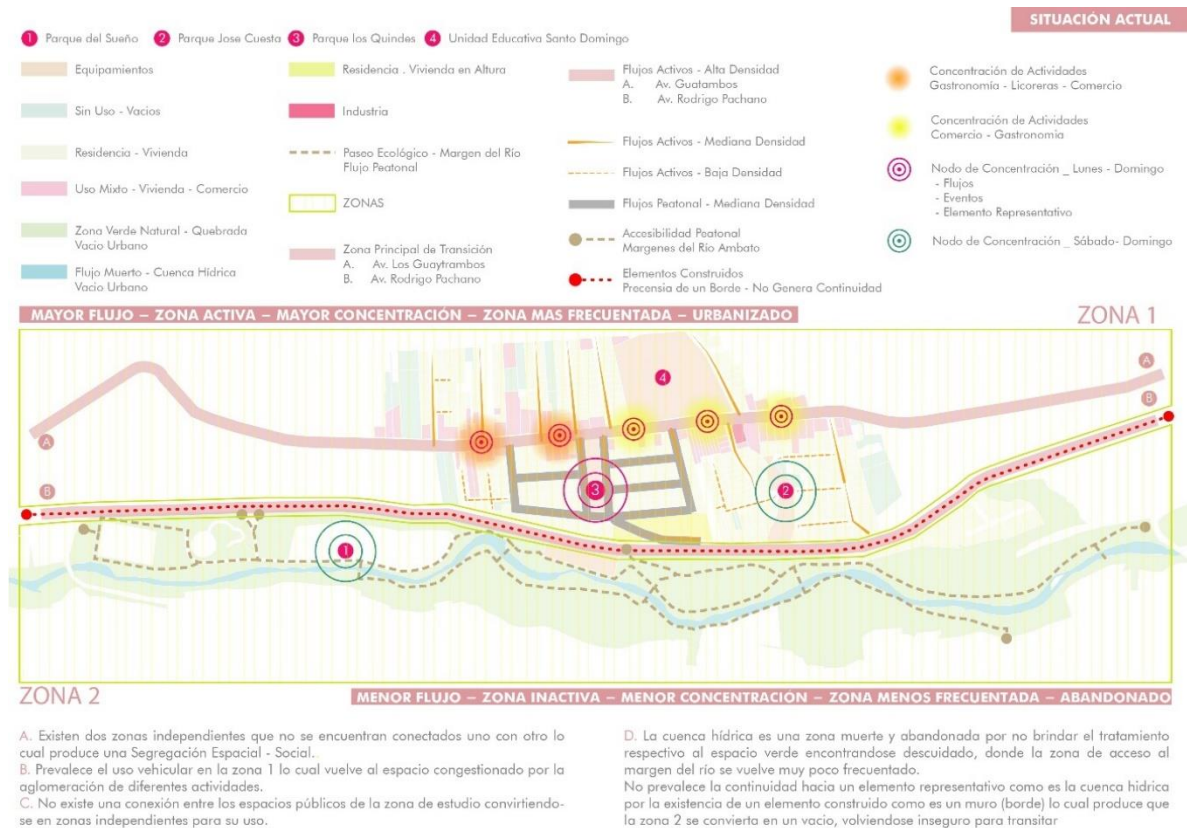 SITUACIÓN ACTUAL
1 Parque del Sueño 2 Parque Jose Cuesta 3 Parque los Quindes 4 Unidad Educativa Santo Domingo
Equipamientos
Sin Uso - Vacios
Residencia - Vivienda
Uso Mixto - Vivienda - Comercio
Zona Verde Natural - Quebrada
Vacio Urbano
Flujo Muerto - Cuenca Hídrica
Vacio Urbano
Residencia . Vivienda en Altura
Industria
Paseo Ecológico - Margen del Río
Flujo Peatonal
ZONAS
Zona Principal de Transición
A. Av. Los Guaytrambos
B. Av. Rodrigo Pachano
Flujos Activos - Alta Densidad
A. Av. Guatambos
B. Av. Rodrigo Pachano
Flujos Activos - Mediana Densidad
Flujos Activos - Baja Densidad
Flujos Peatonal - Mediana Densidad
Accesibilidad Peatonal
Margenes del Río Ambato
Elementos Construidos
Precensia de un Borde - No Genera Continuidad
Concentración de Actividades
Gastronomía - Licoreras - Comercio
Concentración de Actividades
Comercio - Gastronomia
Nodo de Concentración _ Lunes - Domingo
- Flujos
- Eventos
- Elemento Representativo
Nodo de Concentración _ Sábado- Domingo
MAYOR FLUJO – ZONA ACTIVA – MAYOR CONCENTRACIÓN – ZONA MAS FRECUENTADA – URBANIZADO
ZONA 1
A
B
4
A
B
3
2
1
ZONA 2
MENOR FLUJO – ZONA INACTIVA – MENOR CONCENTRACIÓN – ZONA MENOS FRECUENTADA – ABANDONADO
A. Existen dos zonas independientes que no se encuentran conectados uno con otro lo
cual produce una Segregación Espacial - Social.
B. Prevalece el uso vehicular en la zona 1 lo cual vuelve al espacio congestionado por la
aglomeración de diferentes actividades.
C. No existe una conexión entre los espacios públicos de la zona de estudio convirtiendo-
se en zonas independientes para su uso.
D. La cuenca hídrica es una zona muerte y abandonada por no brindar el tratamiento
respectivo al espacio verde encontrandose descuidado, donde la zona de acceso al
margen del río se vuelve muy poco frecuentado.
No prevalece la continuidad hacia un elemento representativo como es la cuenca hidrica
por la existencia de un elemento construido como es un muro (borde) lo cual produce que
la zona 2 se convierta en un vacio, volviendose inseguro para transitar